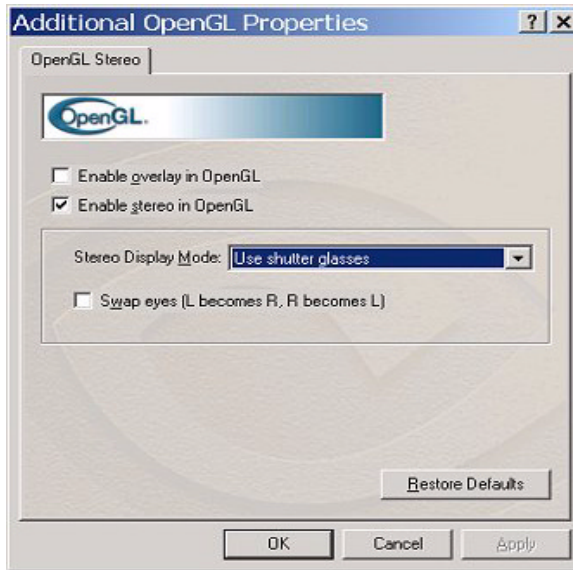 Additional OpenGL Properties
OpenGL Stereo
OpenGL.
Enable overlay in OpenGL
Enable stereo in OpenGL
Stereo Display Mode: Use shutter glasses
Swap eyes (L becomes R, R becomes L)
Restore Defaults
OK Cancel Apply